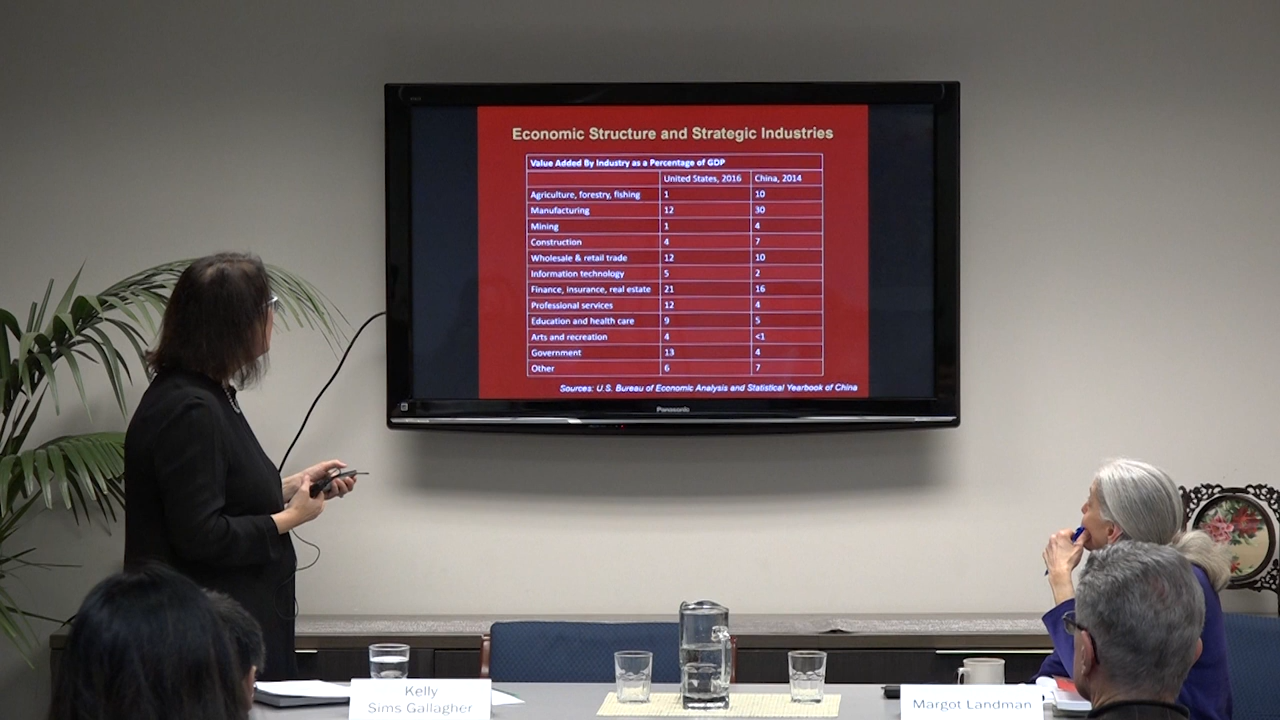 Economic Structure and Strategic Industries
Value Added By Industry as a Percentage of GDP
United States, 2016 China, 2014
Agriculture, forestry, fishing 1 10
Manufacturing 12 30
Mining 1 4
Construction 4 7
Wholesale & retail trade 12 10
Information technology 5 2
Finance, insurance, real estate 21 16
Professional services 12 4
Education and health care 9 5
Arts and recreation 4 <1
Government 13 4
Other 6 7
Sources: U.S. Bureau of Economic Analysis and Statistical Yearbook of China
Panasonic
Kelly
Sims Gallagher
Margot Landman